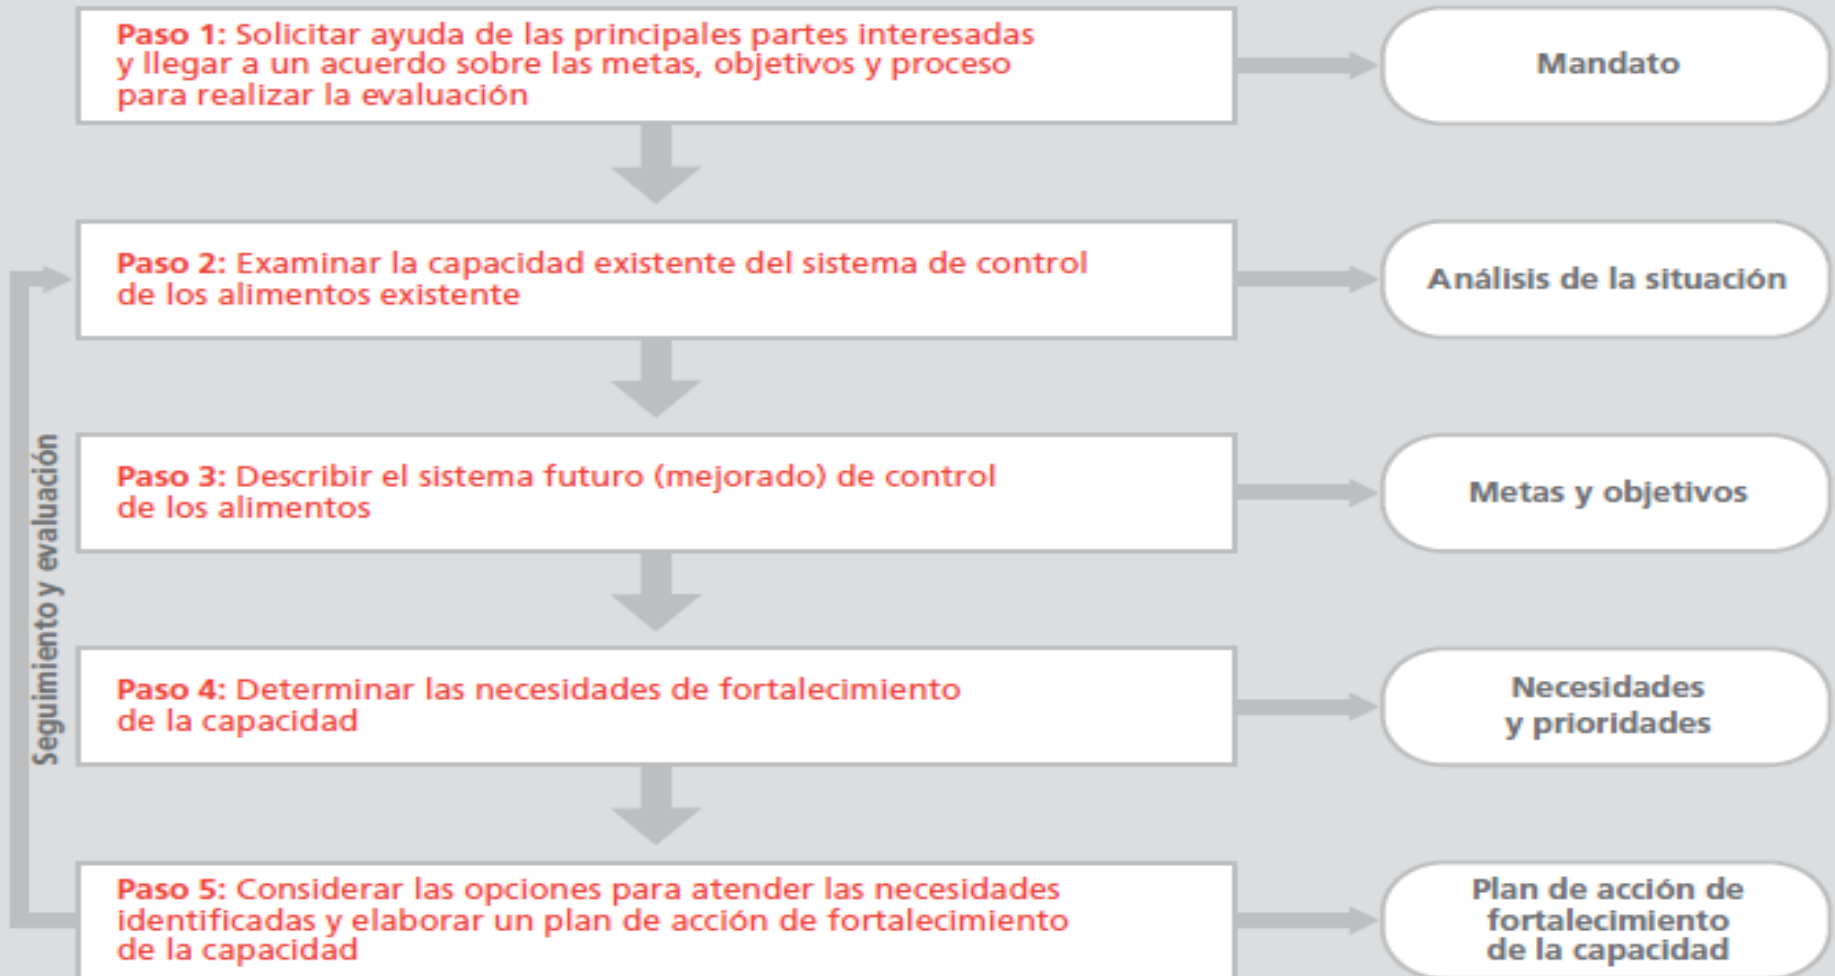 Paso 1: Solicitar ayuda de las principales partes interesadas
y llegar a un acuerdo sobre las metas, objetivos y proceso
para realizar la evaluación
Mandato
Paso 2: Examinar la capacidad existente del sistema de control
de los alimentos existente
Análisis de la situación
Paso 3: Describir el sistema futuro (mejorado) de control
de los alimentos
Metas y objetivos
Paso 4: Determinar las necesidades de fortalecimiento
de la capacidad
Necesidades
y prioridades
Paso 5: Considerar las opciones para atender las necesidades
identificadas y elaborar un plan de acción de fortalecimiento
de la capacidad
Plan de acción de
fortalecimiento
de la capacidad
Seguimiento y evaluación